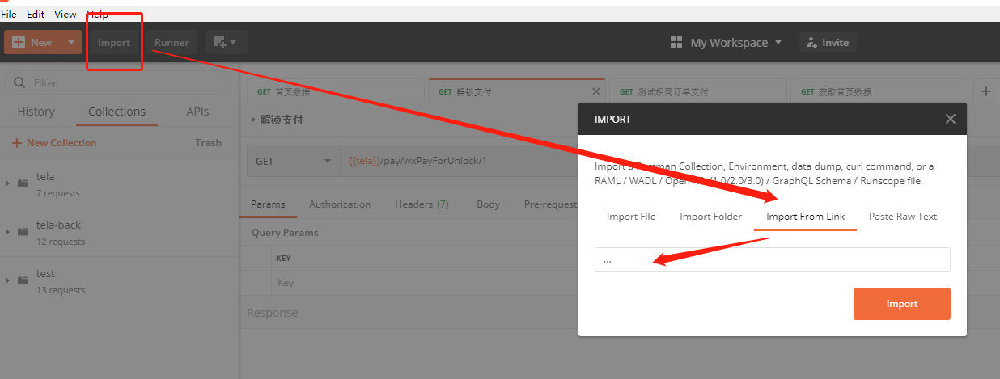 File Edit View Help
New Import Runner My Workspace Invite
Filter
History Collections APIs
New Collection Trash
tela
7 requests
tela-back
12 requests
test
13 requests
GET 首页数据 GET 解锁支付 GET 测试相同订单支付 GET 获取首页数据
解锁支付
GET {{tela}}/pay/wxPayForUnlock/1
Params Authorization Headers (7) Body Pre-request
Query Params
KEY
Key
Response
IMPORT
Import a Postman Collection, Environment, data dump, curl command, or a
RAML / WADL / OpenAPI(1.0/2.0/3.0) / GraphQL Schema / Runscope file.
Import File Import Folder Import From Link Paste Raw Text
...
Import